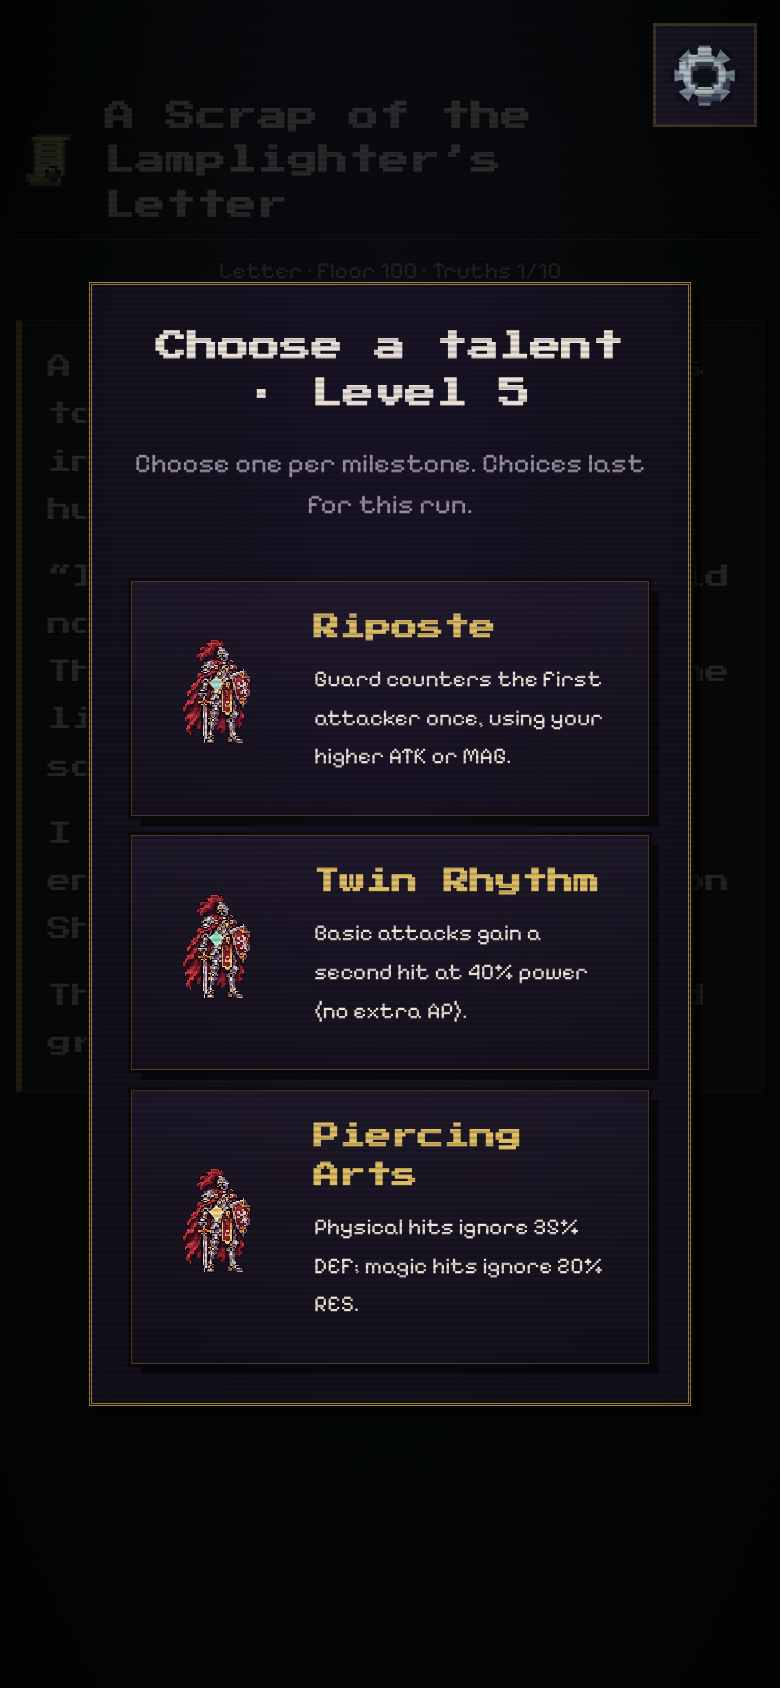 A Scrap of the
Lamplighter's
Letter
Letter · Floor 100 · Truths 1/10
Choose a talent
· Level 5
Choose one per milestone. Choices last
for this run.
Riposte
Guard counters the first
attacker once, using your
higher ATK or MAG.
Twin Rhythm
Basic attacks gain a
second hit at 40% power
(no extra AP).
Piercing
Arts
Physical hits ignore 39%
DEF; magic hits ignore 20%
RES.